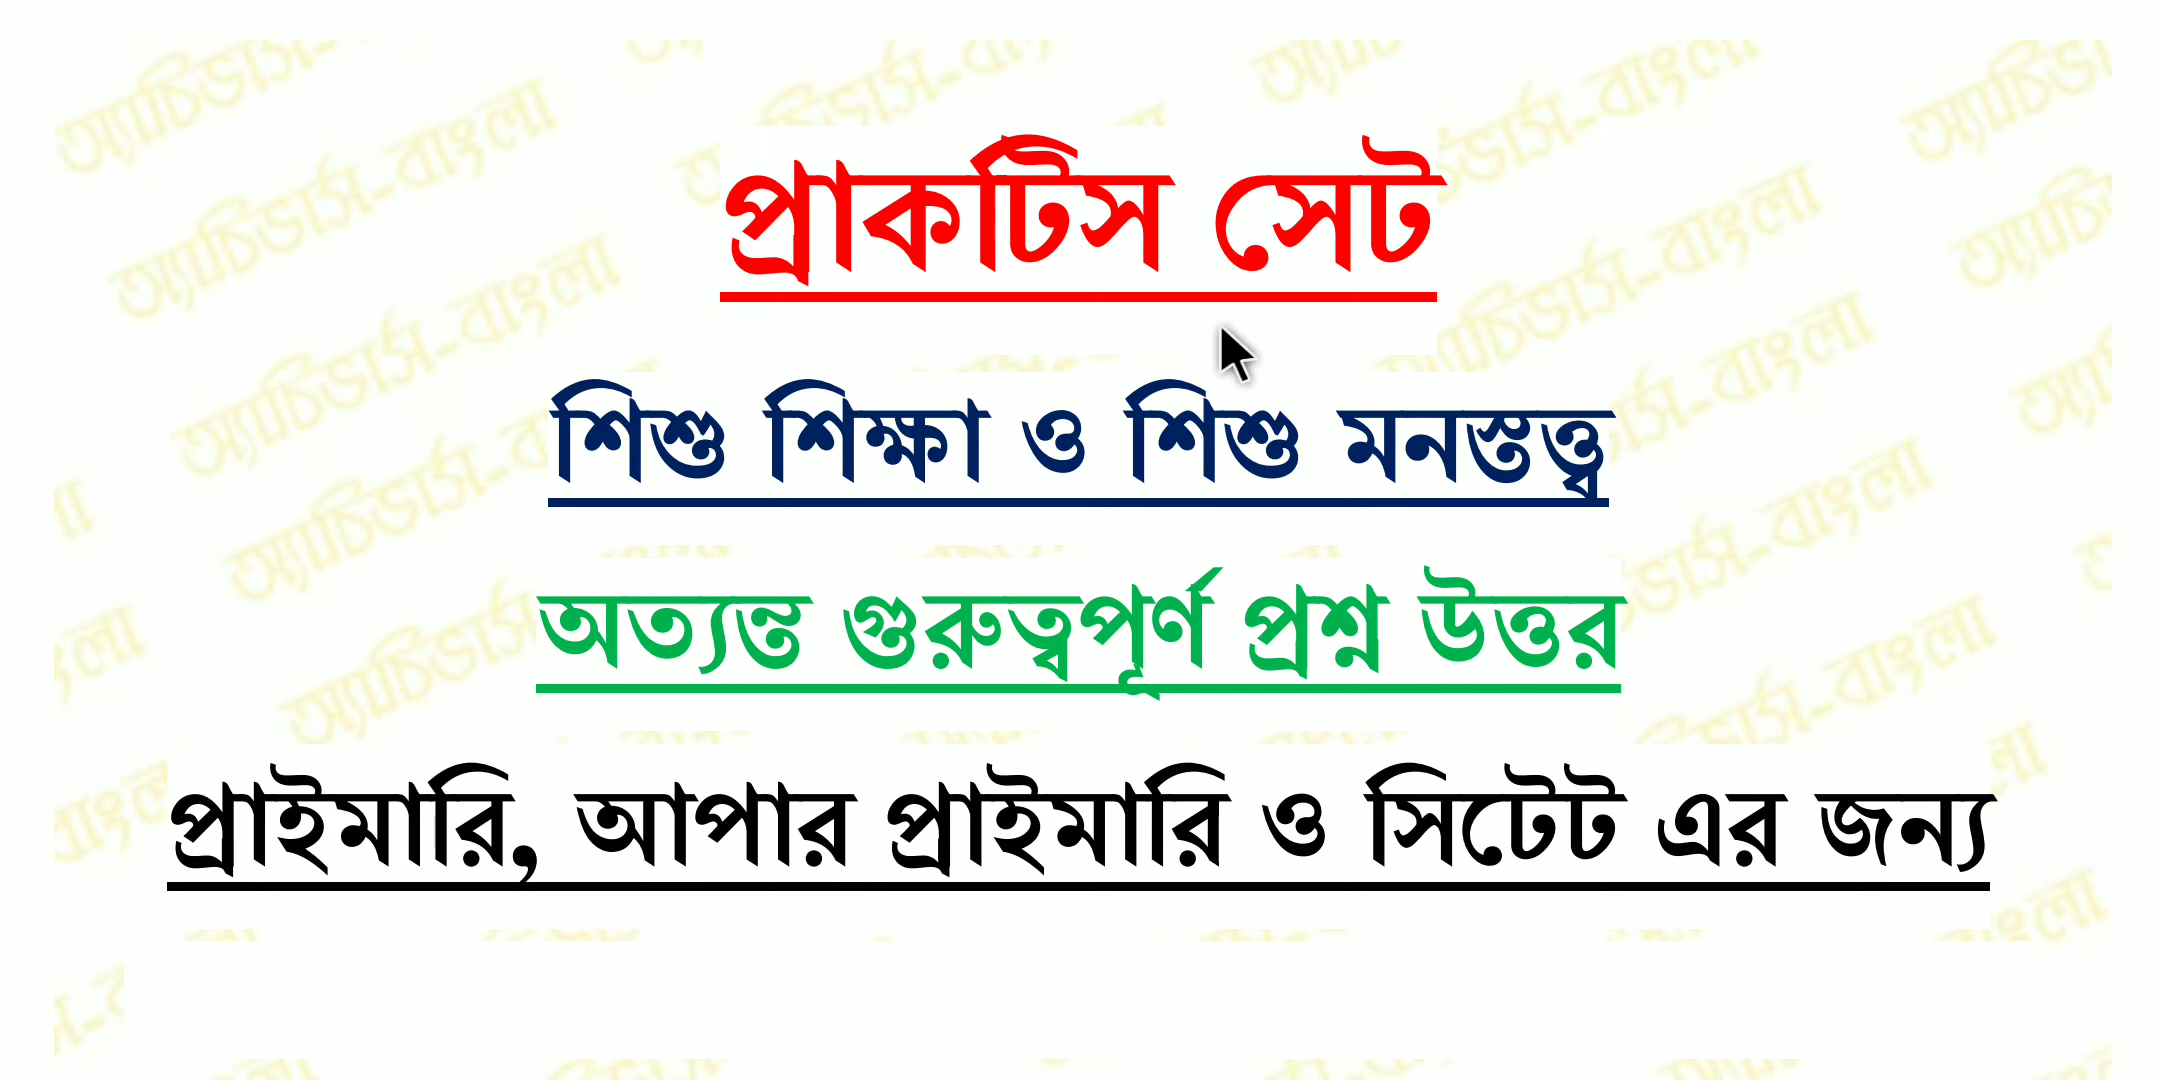 প্রাকটিস সেট
শিশু শিক্ষা ও শিশু মনস্তত্ত্ব
অত্যন্ত গুরুত্বপূর্ণ প্রশ্ন উত্তর
প্রাইমারি, আপার প্রাইমারি ও সিটেট এর জন্য